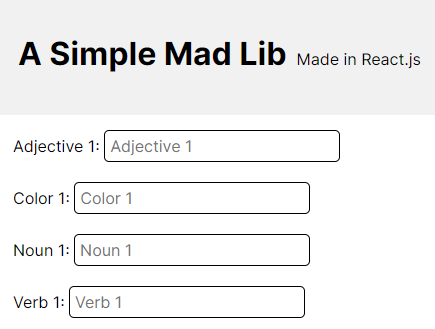 A Simple Mad Lib Made in React.js
Adjective 1: Adjective 1
Color 1: Color 1
Noun 1: Noun 1
Verb 1: Verb 1